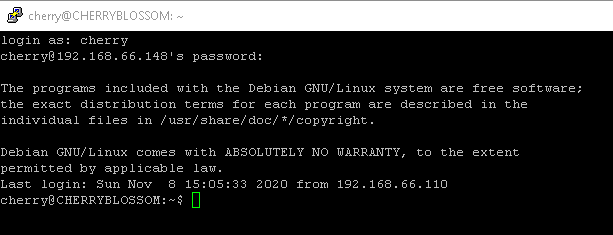 cherry@CHERRYBLOSSOM: ~
login as: cherry
cherry@192.168.66.148's password:
The programs included with the Debian GNU/Linux system are free software;
the exact distribution terms for each program are described in the
individual files in /usr/share/doc/*/copyright.
Debian GNU/Linux comes with ABSOLUTELY NO WARRANTY, to the extent
permitted by applicable law.
Last login: Sun Nov  8 15:05:33 2020 from 192.168.66.110
cherry@CHERRYBLOSSOM:~$